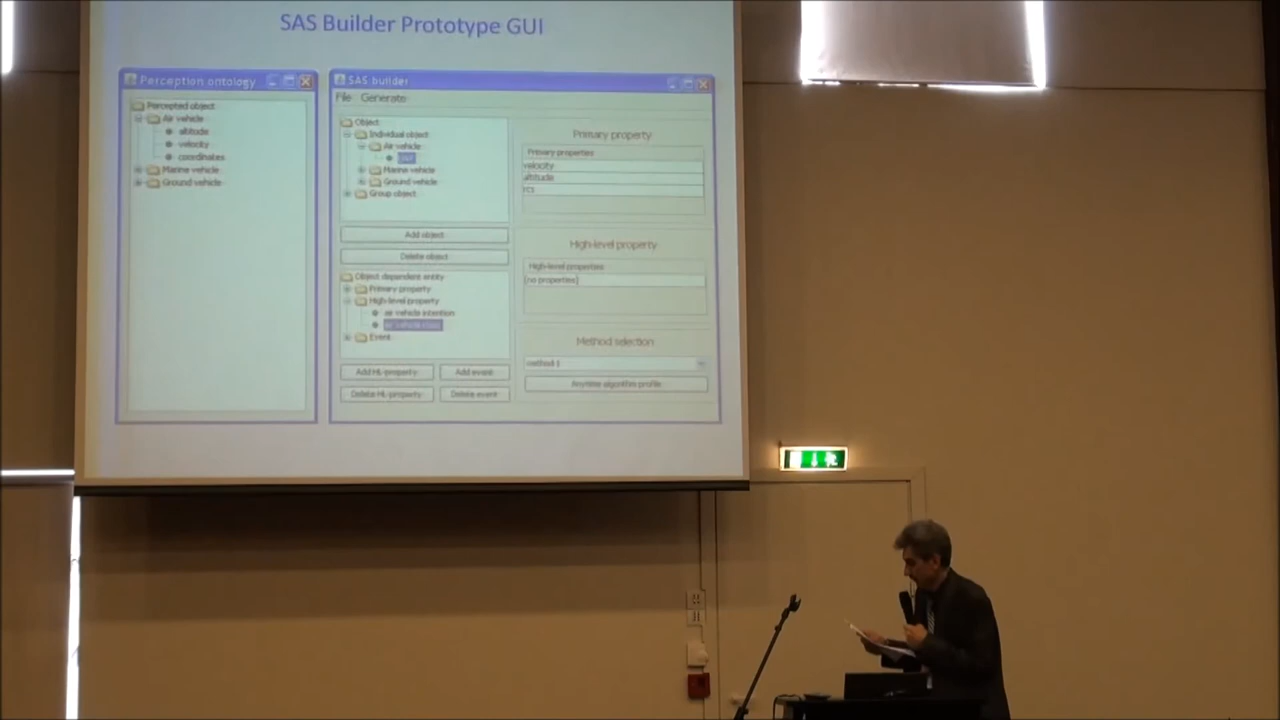 SAS Builder Prototype GUI
Perception ontology
Percepted object
Air vehicle
altitude
velocity
coordinates
Marine vehicle
Ground vehicle
SAS builder
File Generate
Object
Individual object
Air vehicle
Marine vehicle
Ground vehicle
Group object
Add object
Delete object
Object dependent entity
Primary property
High-level property
air vehicle intention
air vehicle class
Event
Add HL-property Add event
Delete HL-property Delete event
Primary property
Primary properties
velocity
altitude
rcs
High-level property
High-level properties
[no properties]
Method selection
method 1
Anytime algorithm profile